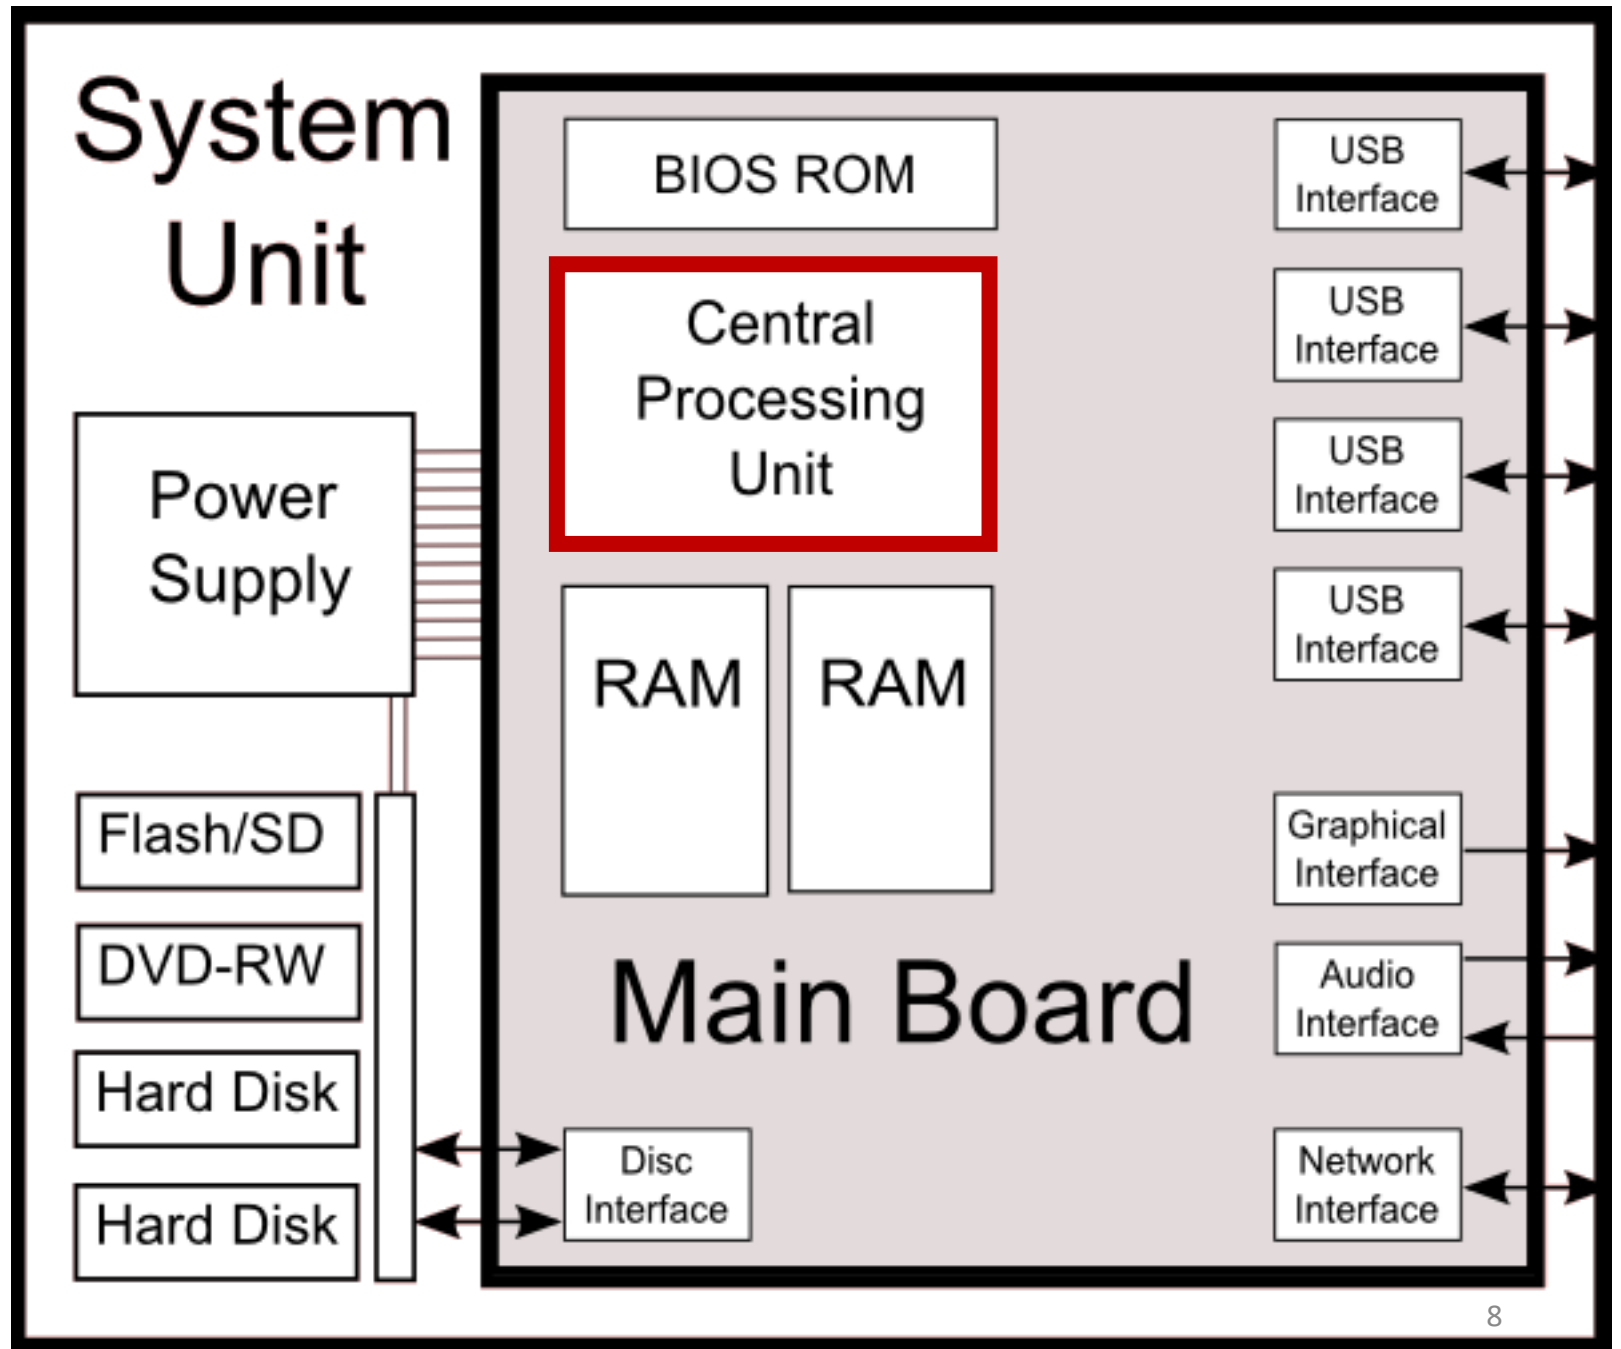 System
Unit
BIOS ROM
Central
Processing
Unit
Power
Supply
RAM
RAM
Flash/SD
DVD-RW
Hard Disk
Hard Disk
Main Board
Disc
Interface
USB
Interface
USB
Interface
USB
Interface
USB
Interface
Graphical
Interface
Audio
Interface
Network
Interface
8